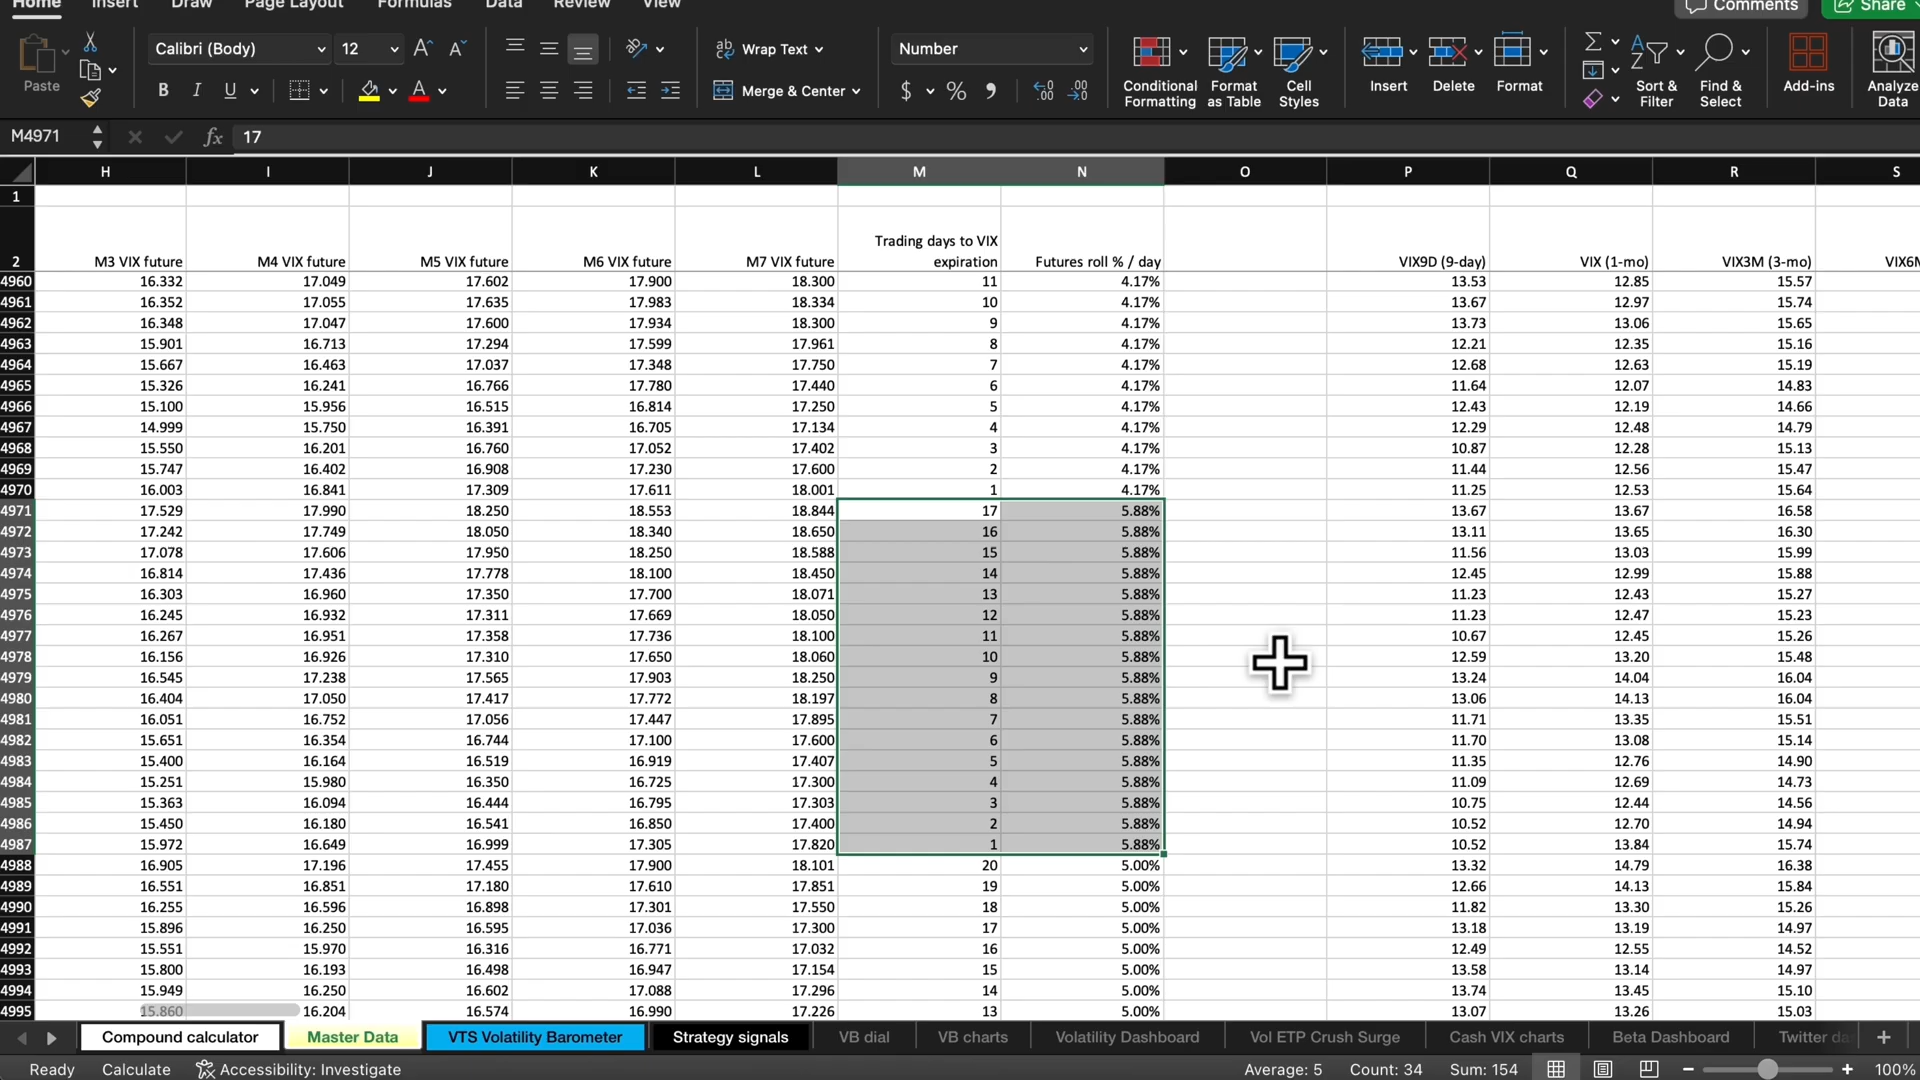 Home Insert Draw Page Layout Formulas Data Review View Comments Share
Calibri (Body) 12 Wrap Text Number
Paste B I U Merge & Center $ % Conditional Formatting Format as Table Cell Styles Insert Delete Format Sort & Filter Find & Select Add-ins Analyze Data
M4971 fx 17
H I J K L M N O P Q R S
1
2 M3 VIX future M4 VIX future M5 VIX future M6 VIX future M7 VIX future Trading days to VIX expiration Futures roll % / day VIX9D (9-day) VIX (1-mo) VIX3M (3-mo)
4960 16.332 17.049 17.602 17.900 18.300 11 4.17% 13.53 12.85 15.57
4961 16.352 17.055 17.635 17.983 18.334 10 4.17% 13.67 12.97 15.74
4962 16.348 17.047 17.600 17.934 18.300 9 4.17% 13.73 13.06 15.65
4963 15.901 16.713 17.294 17.599 17.961 8 4.17% 12.21 12.35 15.16
4964 15.667 16.463 17.037 17.348 17.750 7 4.17% 12.68 12.63 15.19
4965 15.326 16.241 16.766 17.780 17.440 6 4.17% 11.64 12.07 14.83
4966 15.100 15.956 16.515 16.814 17.250 5 4.17% 12.43 12.19 14.66
4967 14.999 15.750 16.391 16.705 17.134 4 4.17% 12.29 12.48 14.79
4968 15.550 16.201 16.760 17.052 17.402 3 4.17% 10.87 12.28 15.13
4969 15.747 16.402 16.908 17.230 17.600 2 4.17% 11.44 12.56 15.47
4970 16.003 16.841 17.309 17.611 18.001 1 4.17% 11.25 12.53 15.64
4971 17.529 17.990 18.250 18.553 18.844 17 5.88% 13.67 13.67 16.58
4972 17.242 17.749 18.050 18.340 18.650 16 5.88% 13.11 13.65 16.30
4973 17.078 17.606 17.950 18.250 18.588 15 5.88% 11.56 13.03 15.99
4974 16.814 17.436 17.778 18.100 18.450 14 5.88% 12.45 12.99 15.88
4975 16.303 16.960 17.350 17.700 18.071 13 5.88% 11.23 12.43 15.27
4976 16.245 16.932 17.311 17.669 18.050 12 5.88% 11.23 12.47 15.23
4977 16.267 16.951 17.358 17.736 18.100 11 5.88% 10.67 12.45 15.26
4978 16.156 16.926 17.310 17.650 18.060 10 5.88% 12.59 13.20 15.48
4979 16.545 17.238 17.565 17.903 18.250 9 5.88% 13.24 14.04 16.04
4980 16.404 17.050 17.417 17.772 18.197 8 5.88% 13.06 14.13 16.04
4981 16.051 16.752 17.056 17.447 17.895 7 5.88% 11.71 13.35 15.51
4982 15.651 16.354 16.744 17.100 17.600 6 5.88% 11.70 13.08 15.14
4983 15.400 16.164 16.519 16.919 17.407 5 5.88% 11.35 12.76 14.90
4984 15.251 15.980 16.350 16.725 17.300 4 5.88% 11.09 12.69 14.73
4985 15.363 16.094 16.444 16.795 17.303 3 5.88% 10.75 12.44 14.56
4986 15.450 16.180 16.541 16.850 17.400 2 5.88% 10.52 12.70 14.94
4987 15.972 16.649 16.999 17.305 17.820 1 5.88% 10.52 13.84 15.74
4988 16.905 17.196 17.455 17.900 18.101 20 5.00% 13.32 14.79 16.38
4989 16.551 16.851 17.180 17.610 17.851 19 5.00% 12.66 14.13 15.84
4990 16.255 16.596 16.898 17.301 17.550 18 5.00% 11.82 13.30 15.26
4991 15.896 16.250 16.595 17.036 17.300 17 5.00% 13.18 13.19 14.97
4992 15.551 15.970 16.316 16.771 17.032 16 5.00% 12.49 12.55 14.52
4993 15.800 16.193 16.498 16.947 17.154 15 5.00% 13.58 13.14 14.97
4994 15.949 16.250 16.602 17.088 17.296 14 5.00% 13.74 13.45 15.10
4995 15.860 16.204 16.574 16.990 17.226 13 5.00% 13.07 13.26 15.03
Compound calculator Master Data VTS Volatility Barometer Strategy signals VB dial VB charts Volatility Dashboard Vol ETP Crush Surge Cash VIX charts Beta Dashboard Twitter
Ready Calculate Accessibility: Investigate Average: 5 Count: 34 Sum: 154 100%